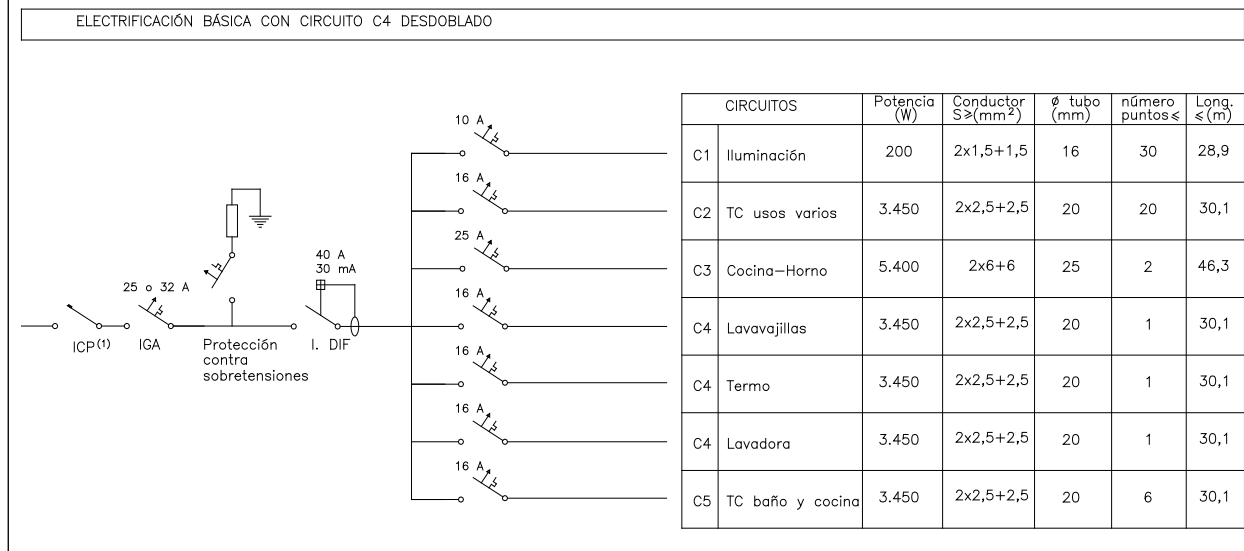 ELECTRIFICACIÓN BÁSICA CON CIRCUITO C4 DESDOBLADO
CIRCUITOS Potencia (W) Conductor S≥(mm²) ø tubo (mm) número puntos≤ Long. ≤(m)
10 A
C1 Iluminación 200 2x1,5+1,5 16 30 28,9
16 A
C2 TC usos varios 3.450 2x2,5+2,5 20 20 30,1
25 A
C3 Cocina-Horno 5.400 2x6+6 25 2 46,3
16 A
C4 Lavavajillas 3.450 2x2,5+2,5 20 1 30,1
16 A
C4 Termo 3.450 2x2,5+2,5 20 1 30,1
16 A
C4 Lavadora 3.450 2x2,5+2,5 20 1 30,1
16 A
C5 TC baño y cocina 3.450 2x2,5+2,5 20 6 30,1
40 A
30 mA
25 o 32 A
ICP(1) IGA
Protección
contra
sobretensiones
I. DIF